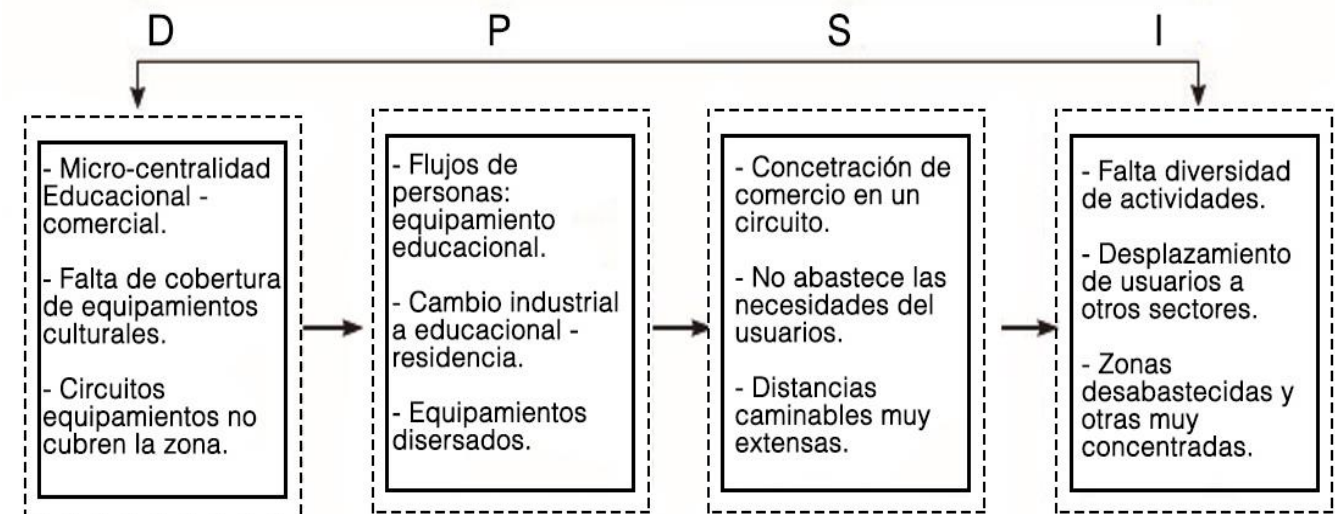 D
P
S
I
- Micro-centralidad
Educacional -
comercial.
- Falta de cobertura
de equipamientos
culturales.
- Circuitos
equipamientos no
cubren la zona.
- Flujos de
personas:
equipamiento
educacional.
- Cambio industrial
a educacional -
residencia.
- Equipamientos
disersados.
- Concetración de
comercio en un
circuito.
- No abastece las
necesidades del
usuarios.
- Distancias
caminables muy
extensas.
- Falta diversidad
de actividades.
- Desplazamiento
de usuarios a
otros sectores.
- Zonas
desabastecidas y
otras muy
concentradas.